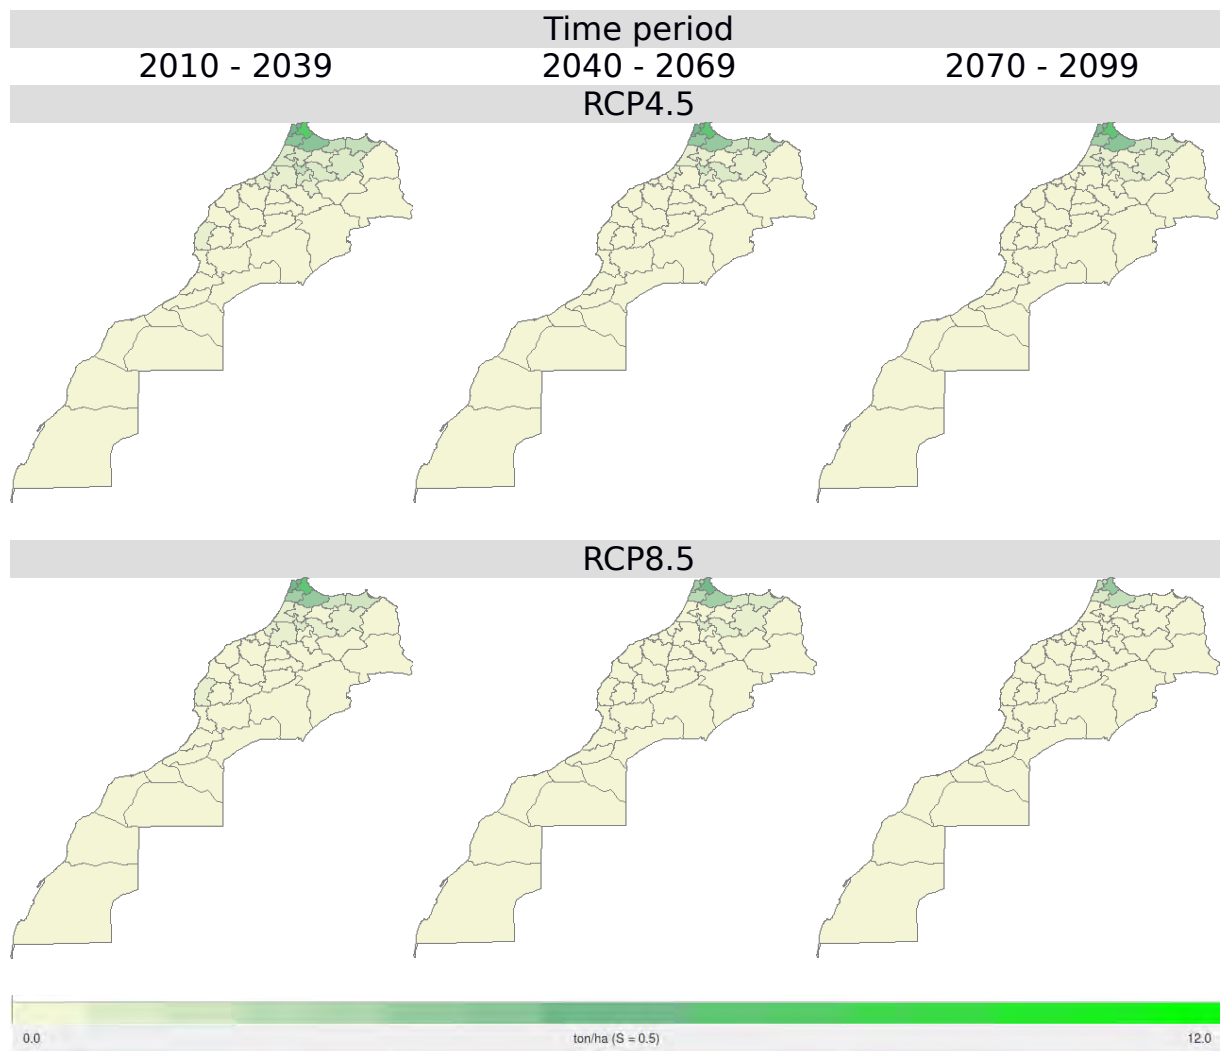 Time period
2010 - 2039 2040 - 2069 2070 - 2099
RCP4.5
RCP8.5
0.0 ton/ha (S = 0.5) 12.0